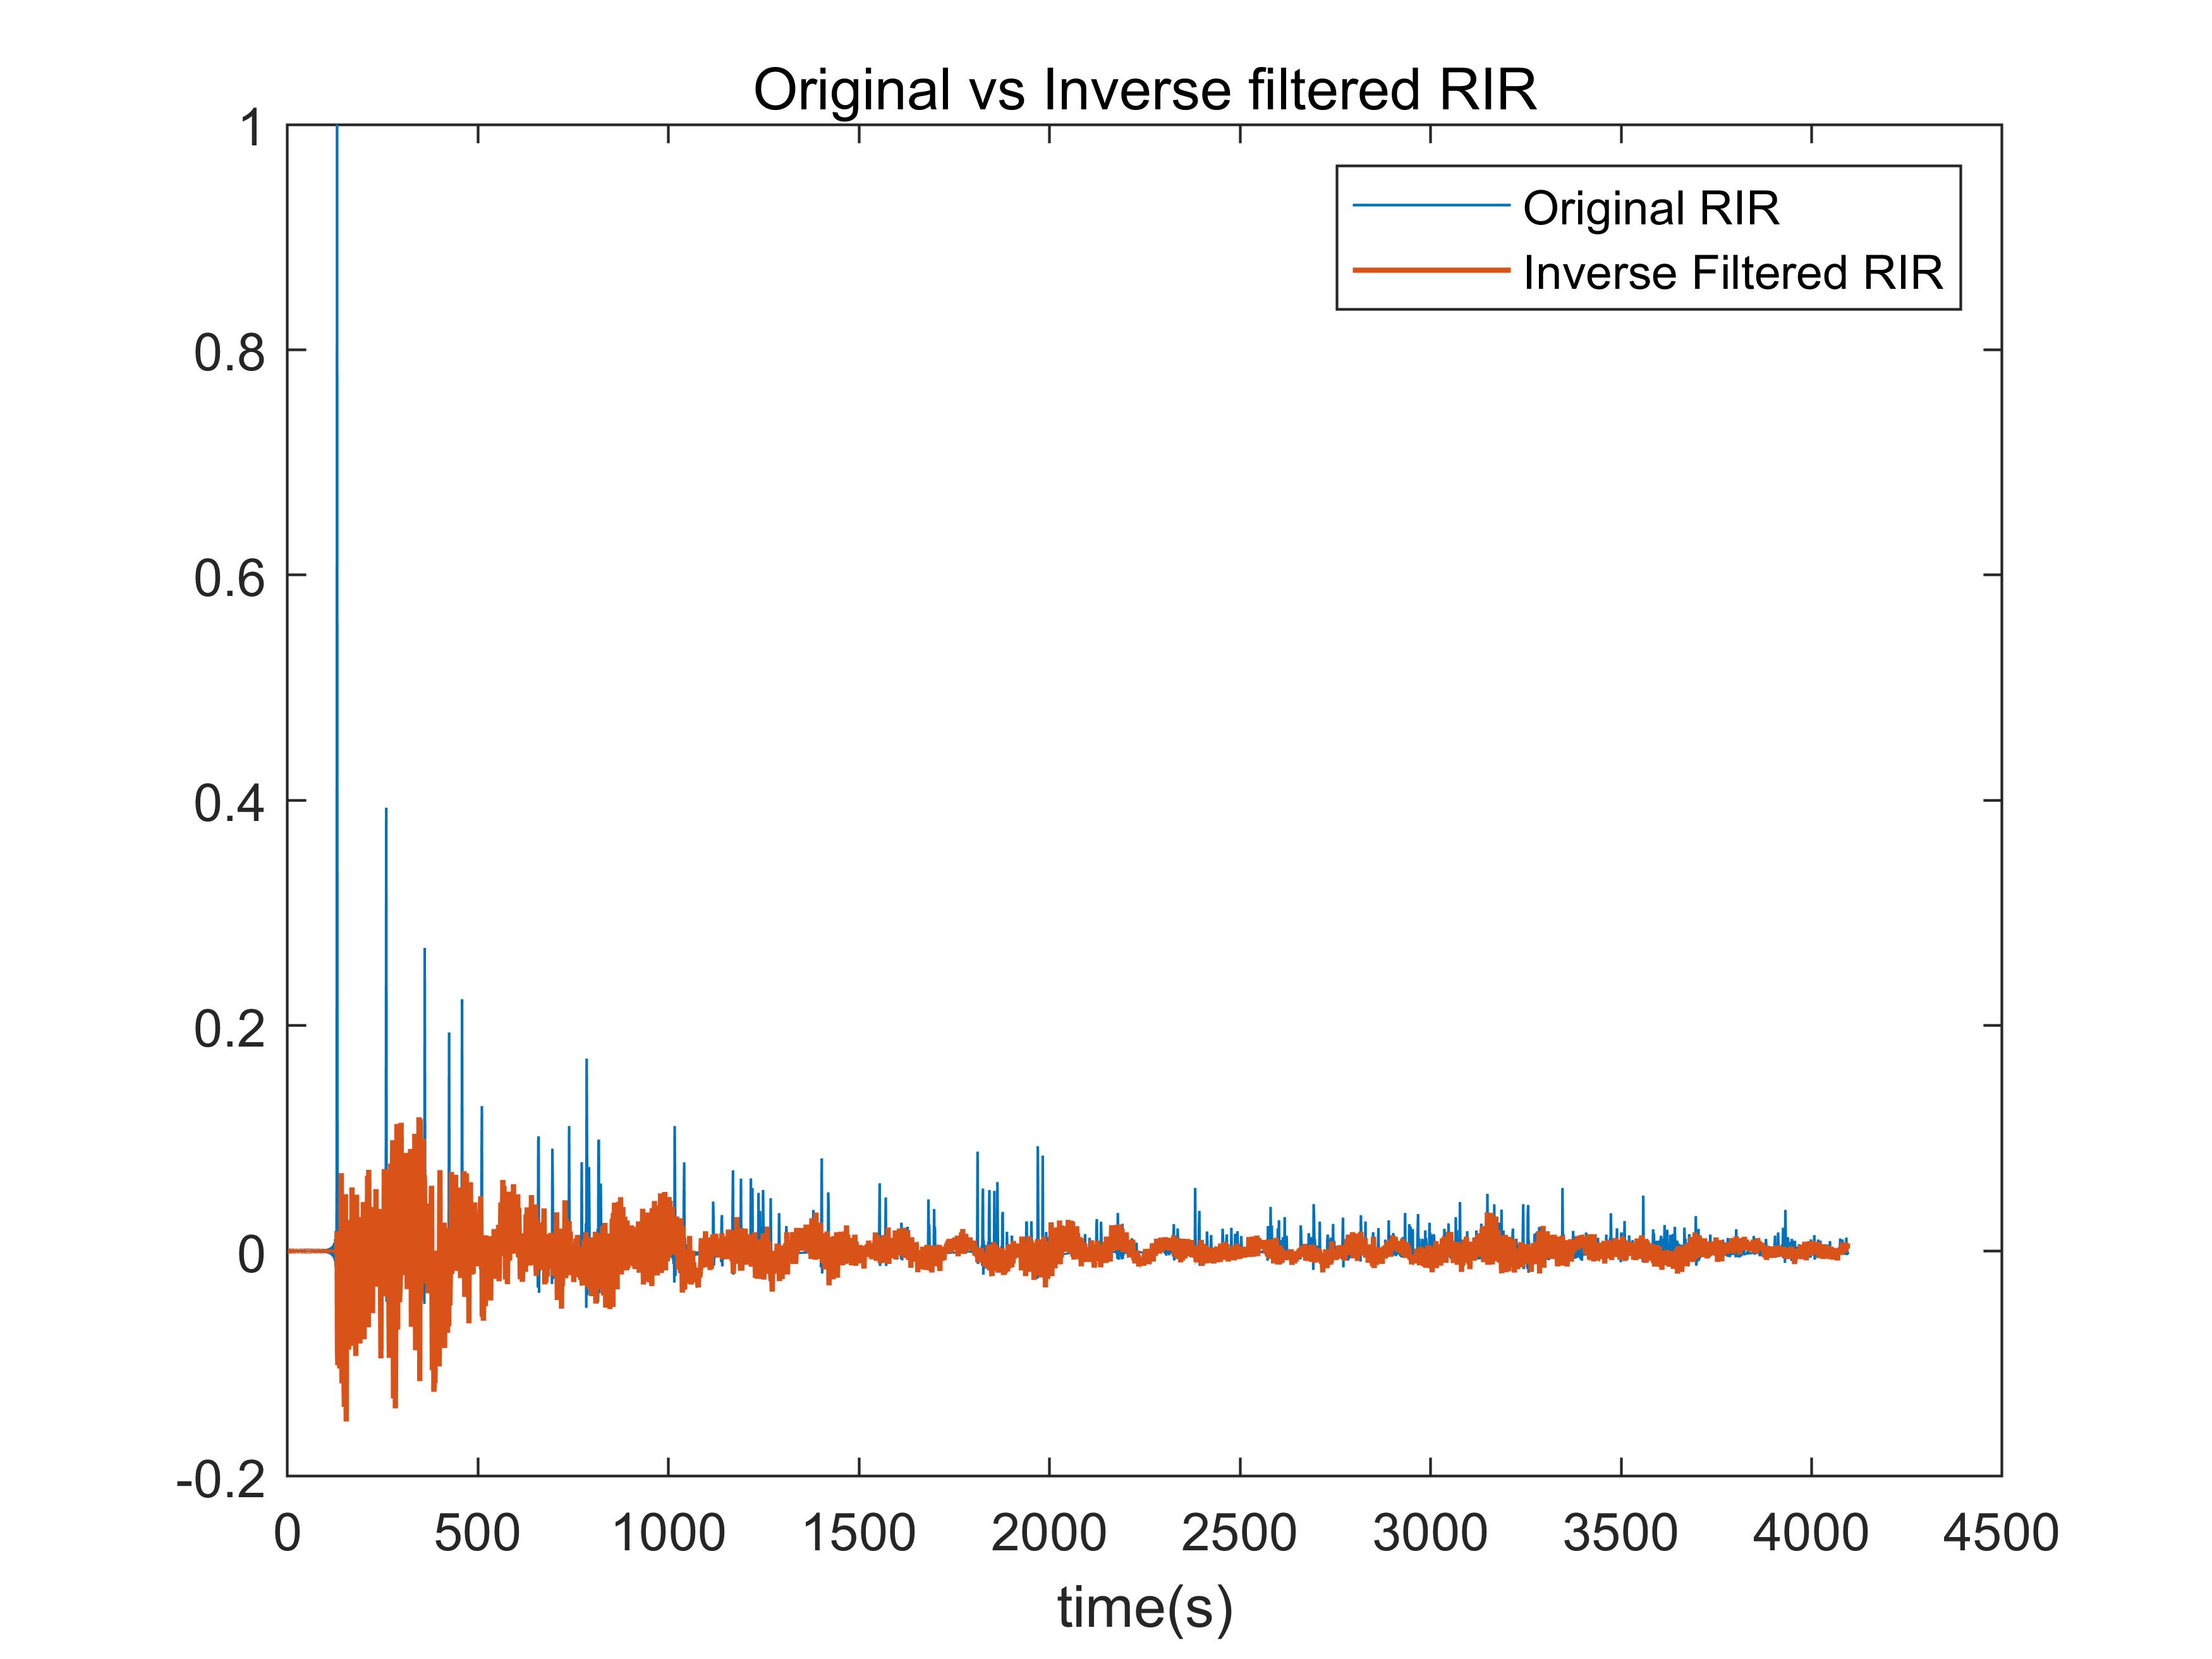 Original vs Inverse filtered RIR
1
0.8
0.6
0.4
0.2
0
-0.2
Original RIR
Inverse Filtered RIR
0 500 1000 1500 2000 2500 3000 3500 4000 4500
time(s)